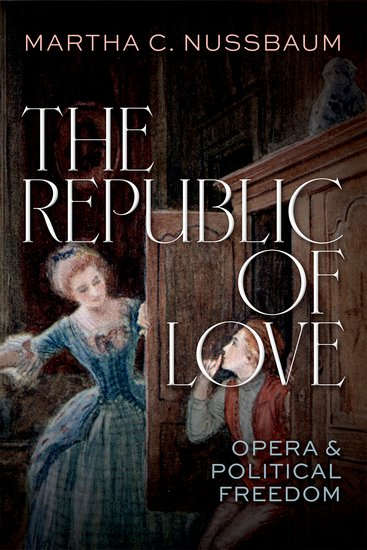 MARTHA C. NUSSBAUM
THE
REPUBLIC
OF
LOVE
OPERA &
POLITICAL
FREEDOM